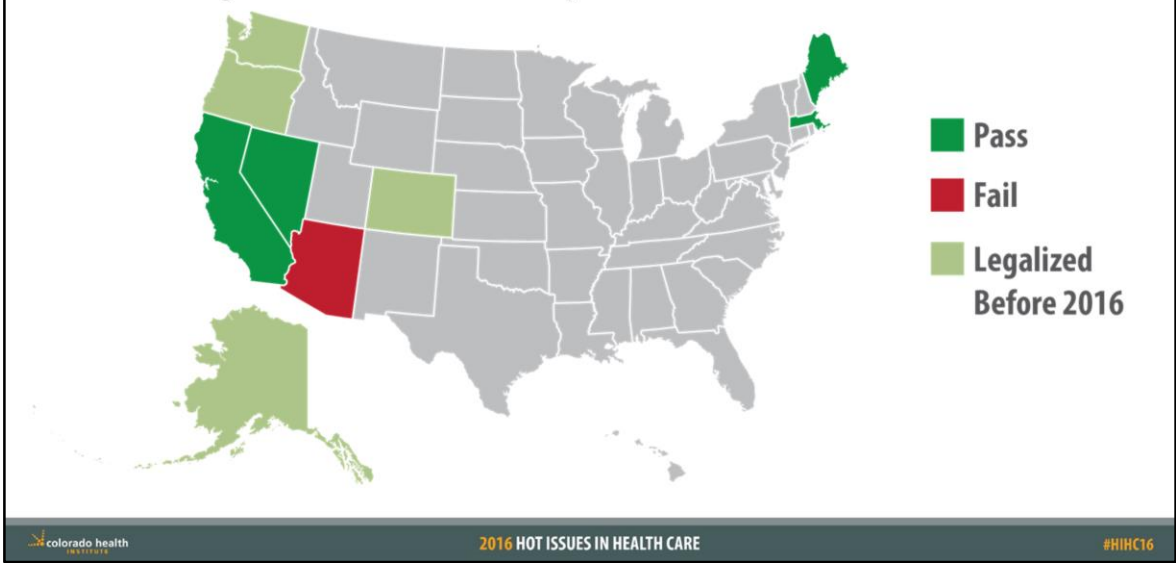 Pass
Fail
Legalized
Before 2016
colorado health
INSTITUTE
2016 HOT ISSUES IN HEALTH CARE
#HIHC16